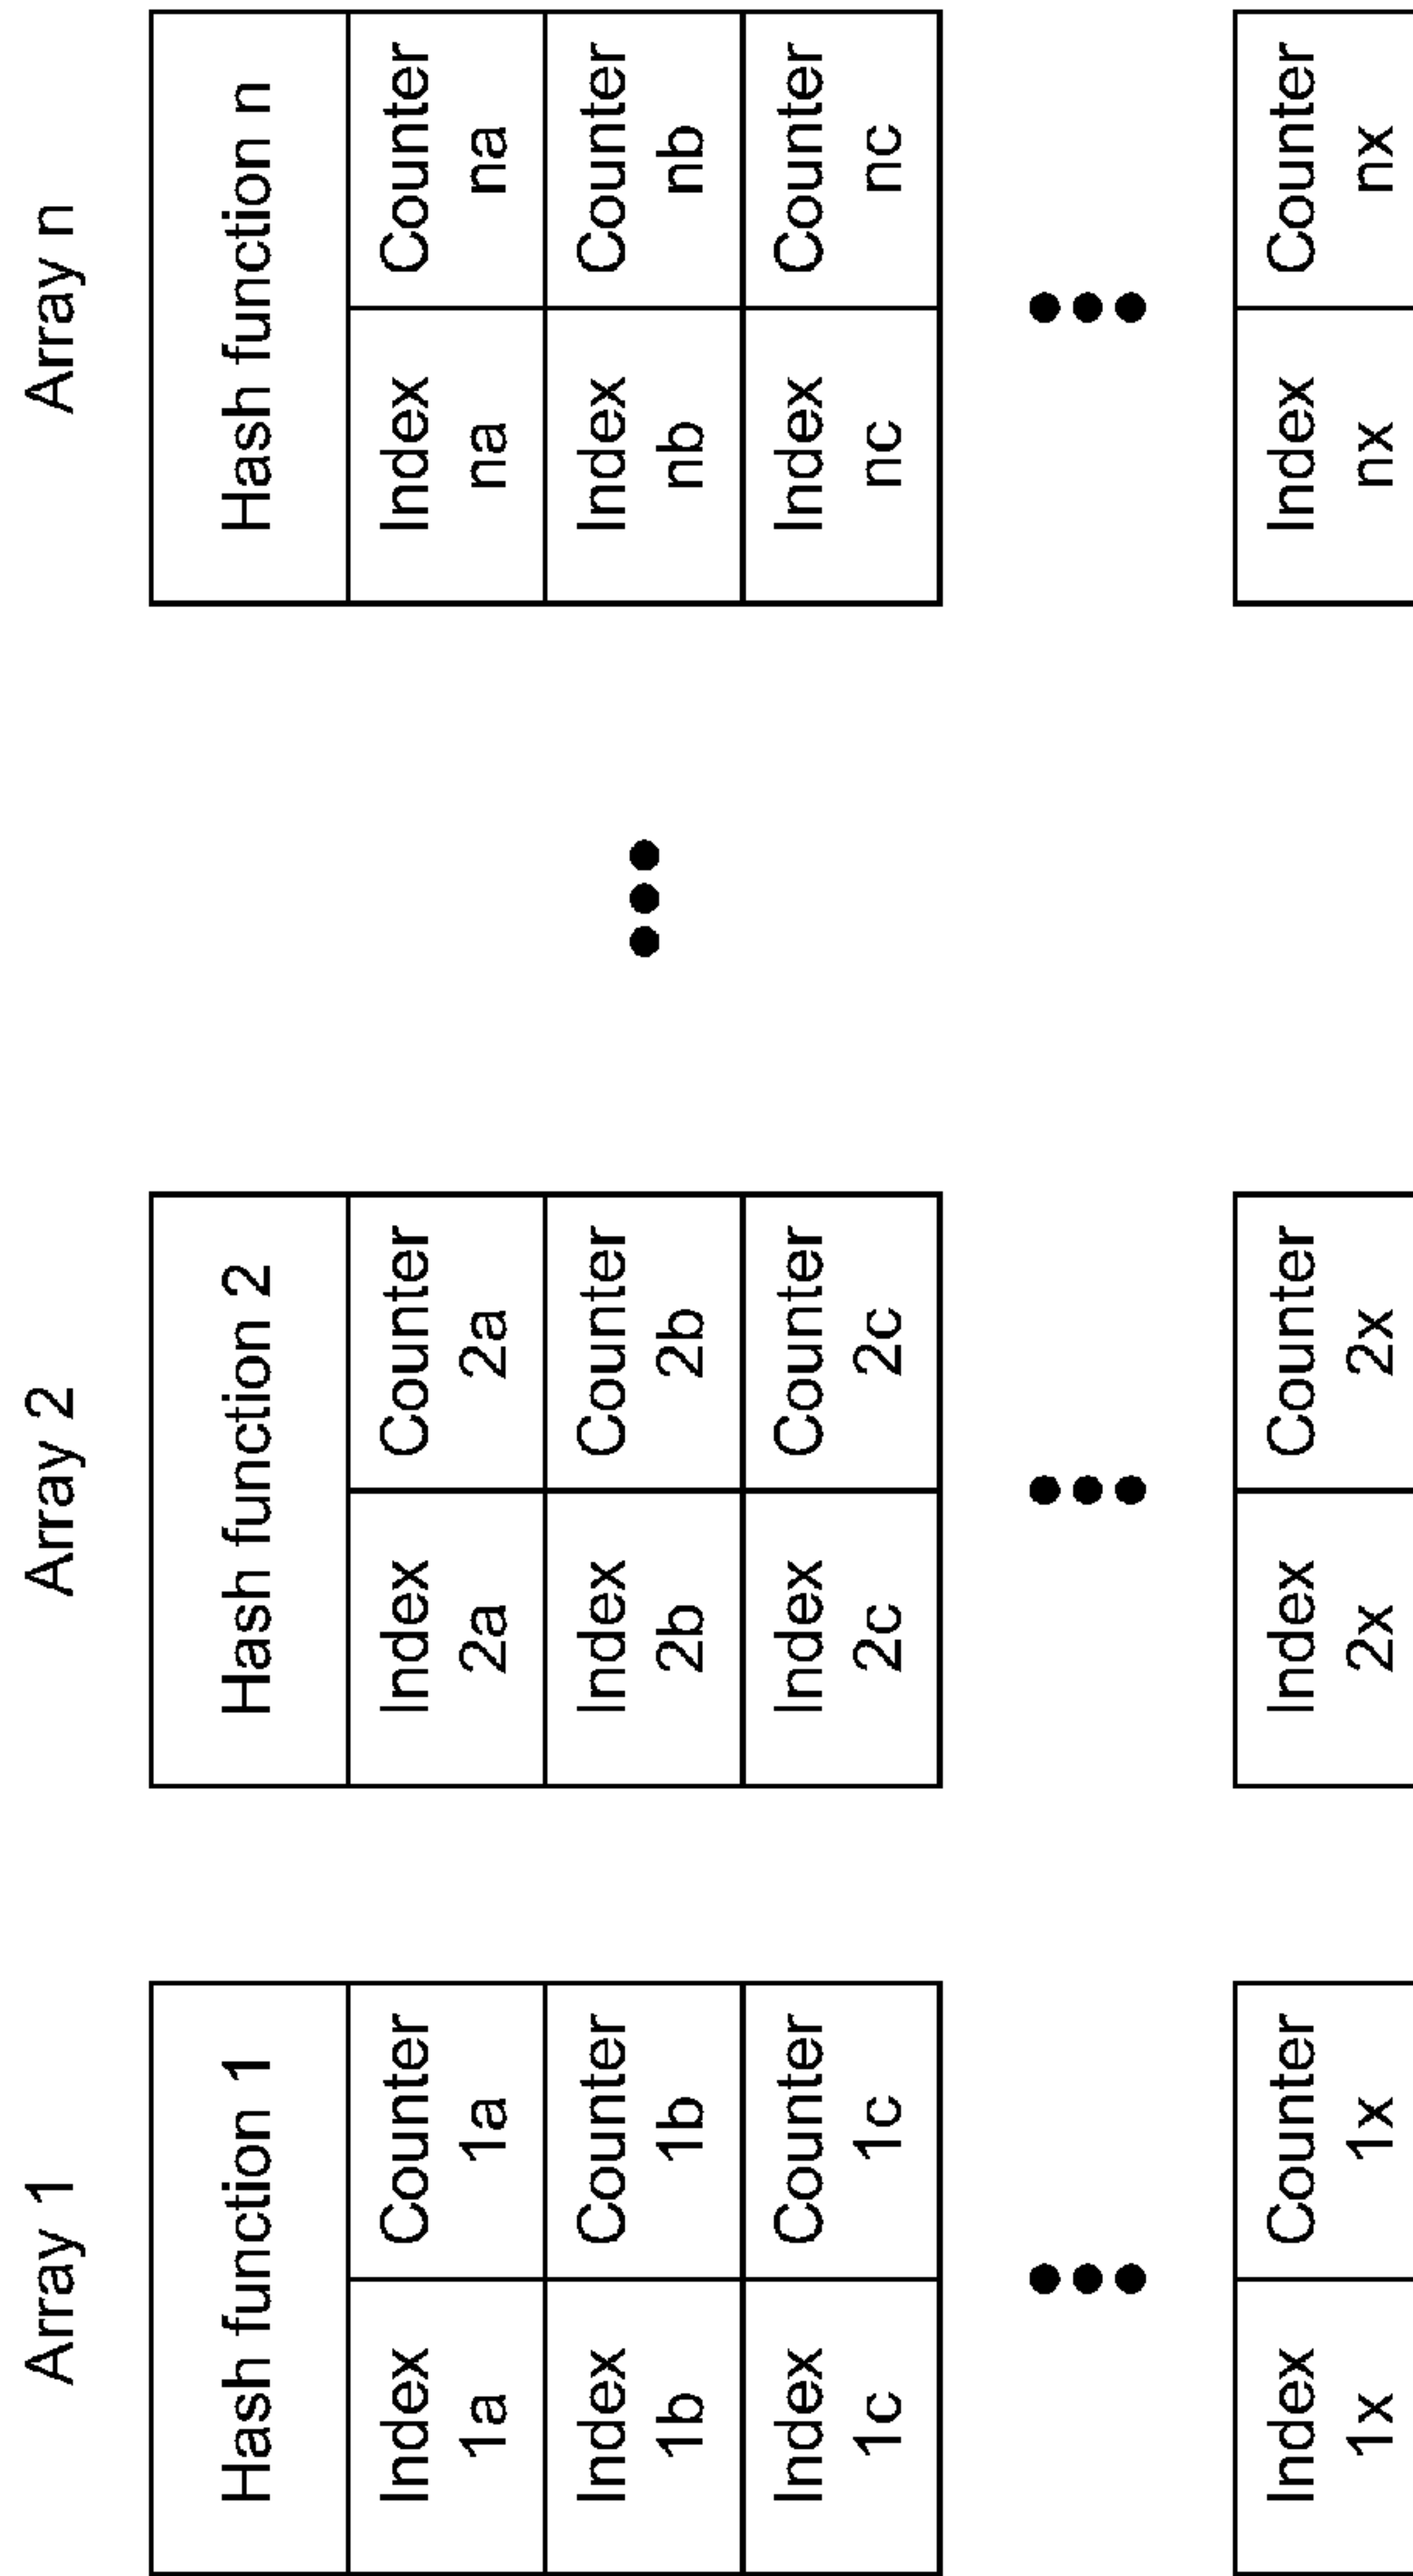 Array 1
Hash function 1
Index 1a Counter 1a
Index 1b Counter 1b
Index 1c Counter 1c
Index 1x Counter 1x
Array 2
Hash function 2
Index 2a Counter 2a
Index 2b Counter 2b
Index 2c Counter 2c
Index 2x Counter 2x
Array n
Hash function n
Index na Counter na
Index nb Counter nb
Index nc Counter nc
Index nx Counter nx